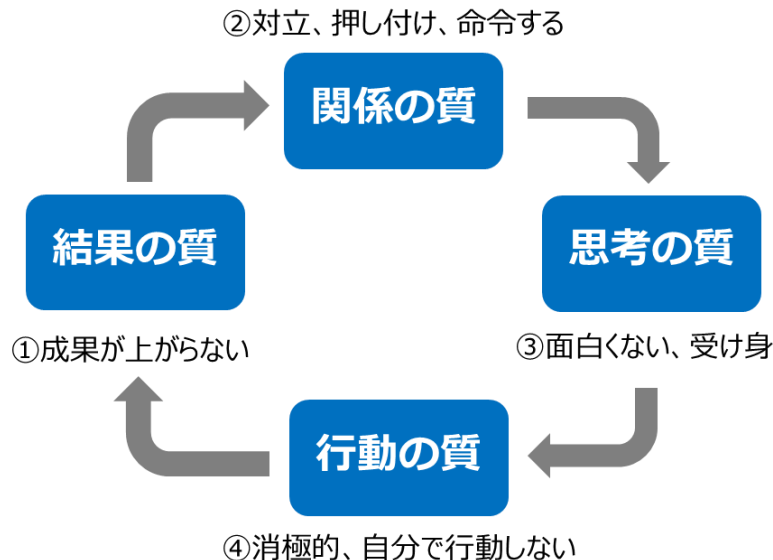 ②対立、押し付け、命令する
関係の質
結果の質
思考の質
①成果が上がらない
③面白くない、受け身
行動の質
④消極的、自分で行動しない